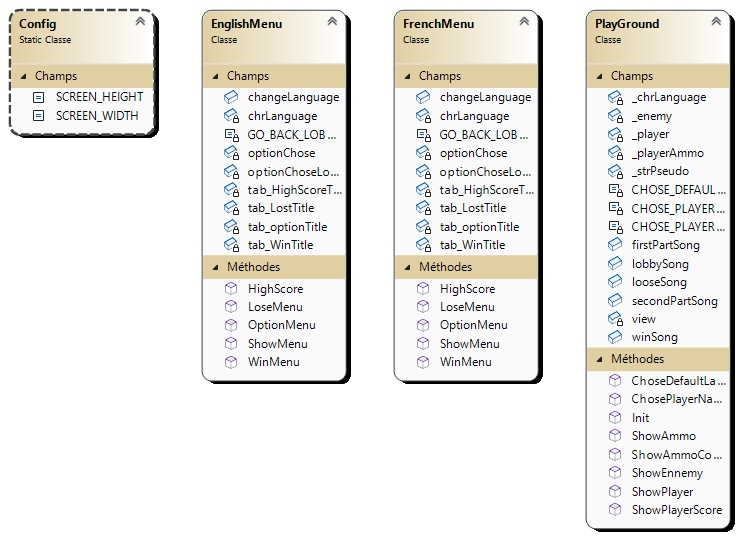 Config
Static Classe
Champs
SCREEN_HEIGHT
SCREEN_WIDTH
EnglishMenu
Classe
Champs
changeLanguage
chrLanguage
GO_BACK_LOB...
optionChose
optionChoseLo...
tab_HighScoreT...
tab_LostTitle
tab_optionTitle
tab_WinTitle
Méthodes
HighScore
LoseMenu
OptionMenu
ShowMenu
WinMenu
FrenchMenu
Classe
Champs
changeLanguage
chrLanguage
GO_BACK_LOB...
optionChose
optionChoseLo...
tab_HighScoreT...
tab_LostTitle
tab_optionTitle
tab_WinTitle
Méthodes
HighScore
LoseMenu
OptionMenu
ShowMenu
WinMenu
PlayGround
Classe
Champs
_chrLanguage
_enemy
_player
_playerAmmo
_strPseudo
CHOSE_DEFAUL...
CHOSE_PLAYER...
CHOSE_PLAYER...
firstPartSong
lobbySong
looseSong
secondPartSong
view
winSong
Méthodes
ChoseDefaultLa...
ChosePlayerNa...
Init
ShowAmmo
ShowAmmoCo...
ShowEnnemy
ShowPlayer
ShowPlayerScore